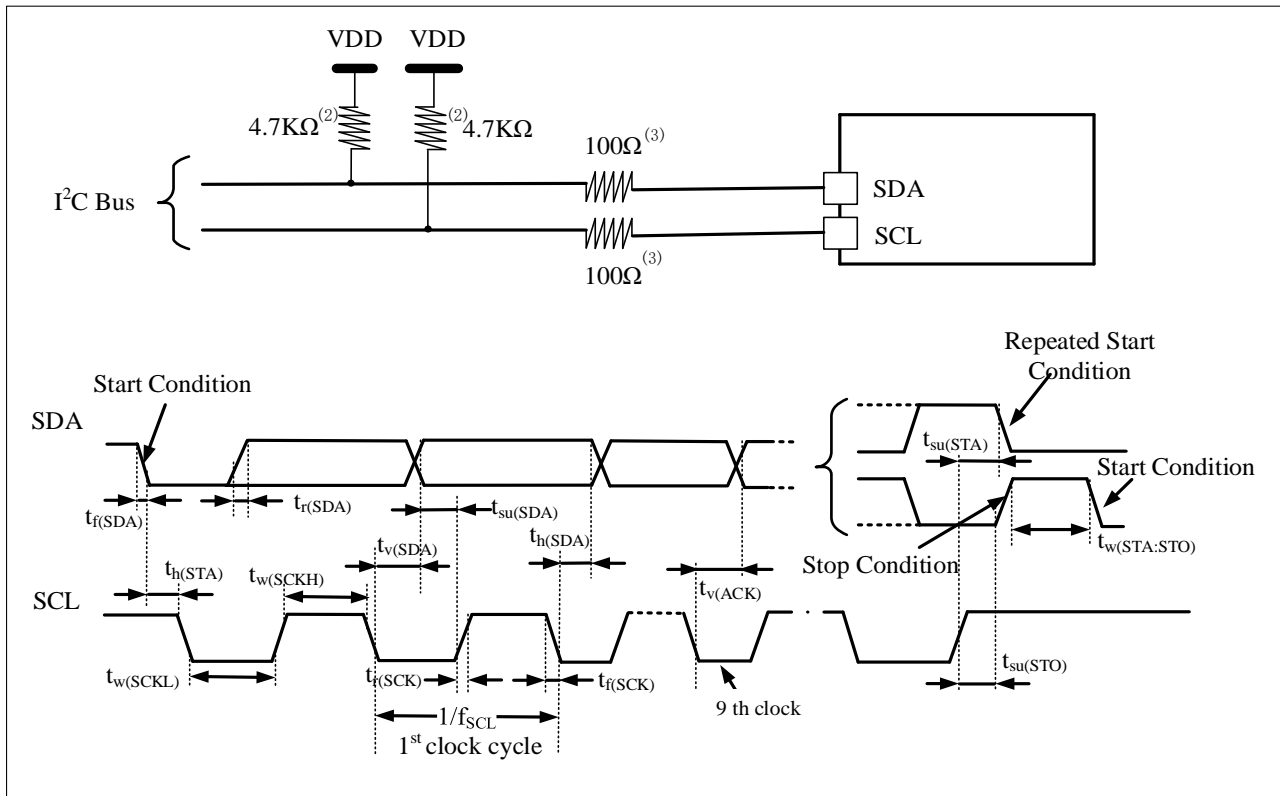 VDD VDD
4.7KΩ(2) (2)4.7KΩ
100Ω(3)
I2C Bus
SDA
SCL
100Ω(3)
Repeated Start
Condition
Start Condition
SDA
tsu(STA)
Start Condition
tf(SDA)
tr(SDA)
tsu(SDA)
tv(SDA)
th(SDA)
tw(STA:STO)
Stop Condition
th(STA)
tw(SCKH)
tv(ACK)
SCL
tw(SCKL)
tr(SCK)
tf(SCK)
tsu(STO)
9 th clock
1/fSCL
1st clock cycle